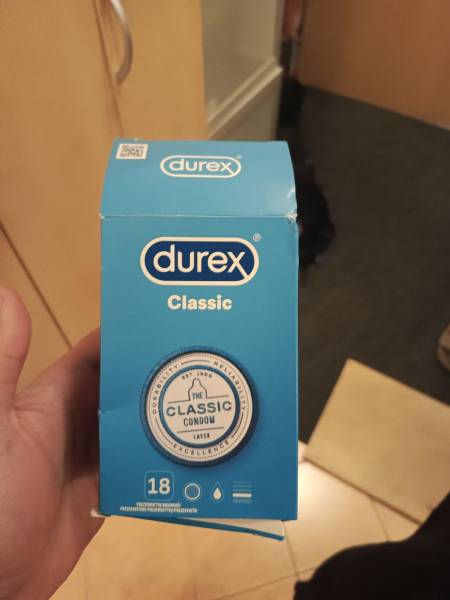 durex
durex®
Classic
DURABILITY · RELIABILITY
EST. 1929
THE
CLASSIC
CONDOM
LATEX
EXCELLENCE
18